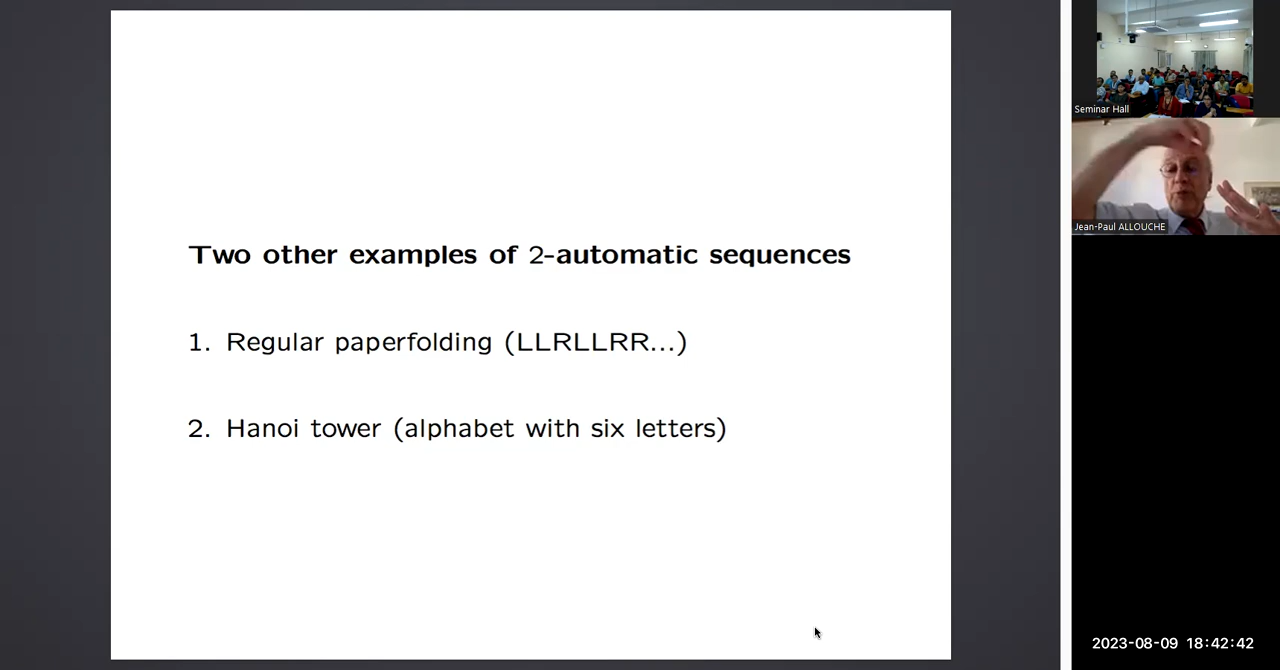 Two other examples of 2-automatic sequences
1. Regular paperfolding (LLRLLRR...)
2. Hanoi tower (alphabet with six letters)
Seminar Hall
Jean-Paul ALLOUCHE
2023-08-09 18:42:42